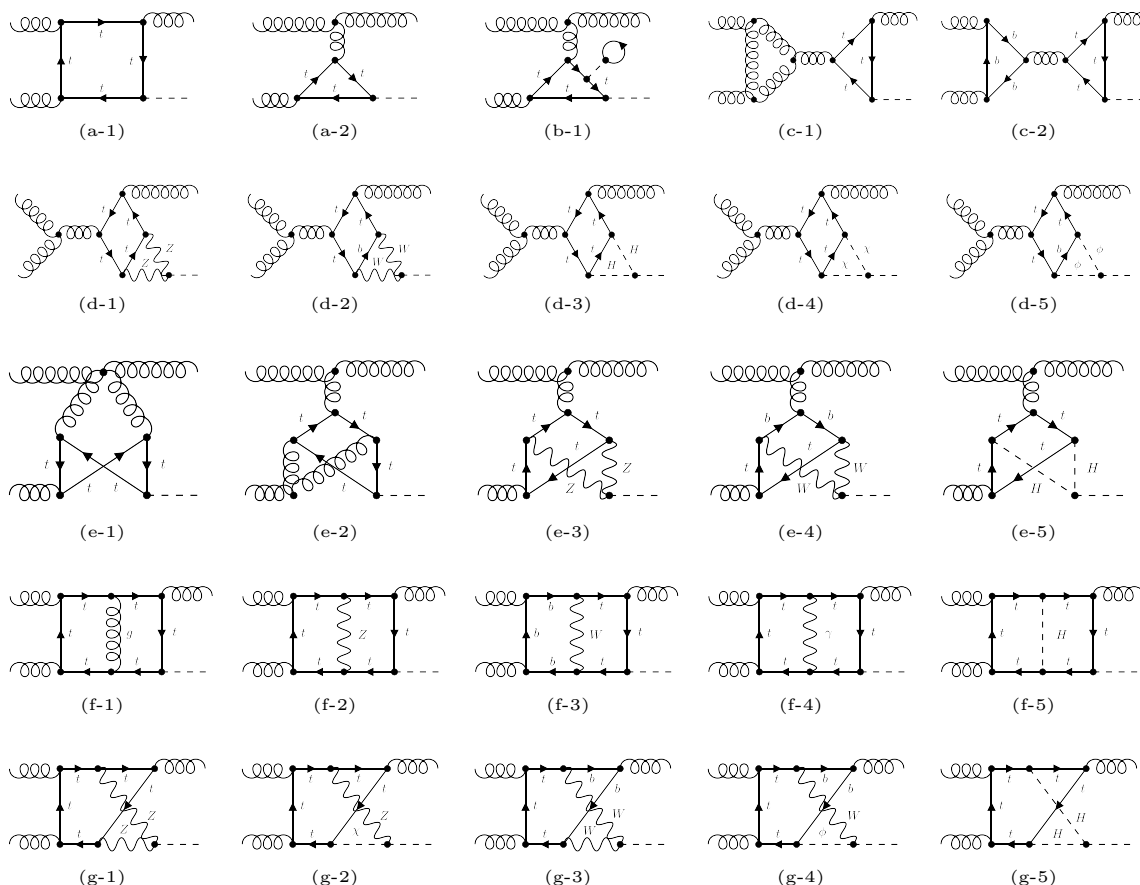 t
t t
t
(a-1)
t t
t
(a-2)
t t
t
(b-1)
t
t
t
(c-1)
b t
b t
b t
(c-2)
t t
t t
Z
Z
(d-1)
t t
t b
W
W
(d-2)
t t
t t
H
H
(d-3)
t t
t t
χ
χ
(d-4)
t t
t b
ϕ
ϕ
(d-5)
t t
t t
(e-1)
t t
t
t
(e-2)
t t
t t
Z
Z
(e-3)
b b
t t
W
W
(e-4)
t t
t t
H
H
(e-5)
t t
g t
t
t t
(f-1)
t t
t Z t
t t
(f-2)
b t
b W t
b t
(f-3)
t t
t γ t
t t
(f-4)
t t
t H t
t t
(f-5)
t t
t
t Z
Z
t
(g-1)
t t
t
t Z
χ
t
(g-2)
t b
b
t W
W
t
(g-3)
t b
b
t W
ϕ
t
(g-4)
t t
t
t H
H
t
(g-5)